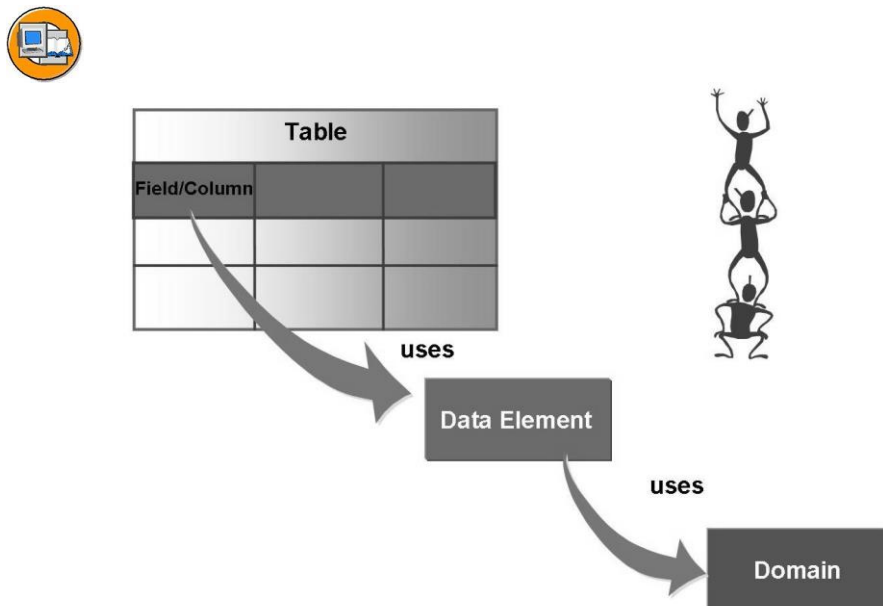 Table
Field/Column
uses
Data Element
uses
Domain